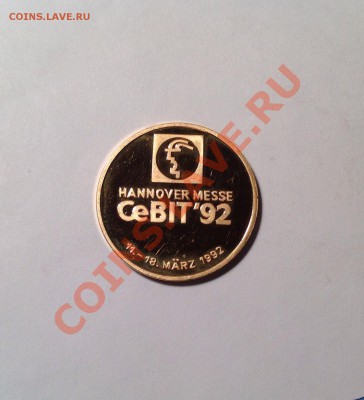 COINS.LAVE.RU
HANNOVER MESSE
CeBIT'92
11.-18. MÄRZ 1992
COINS.LAVE.RU